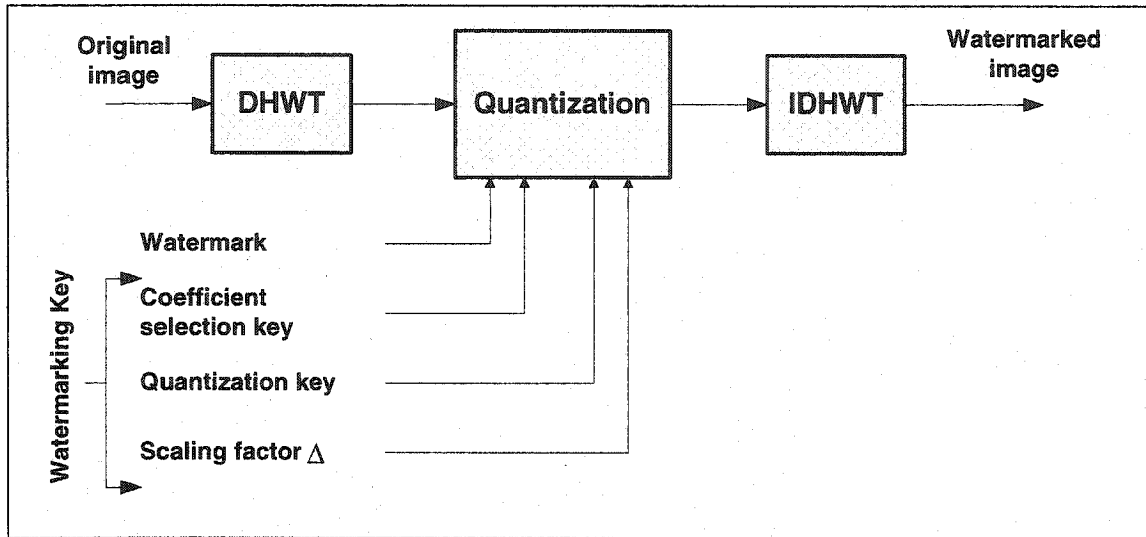 Original
image
Watermarked
image
DHWT
Quantization
IDHWT
Watermark
Coefficient
selection key
Quantization key
Scaling factor Δ
Watermarking Key